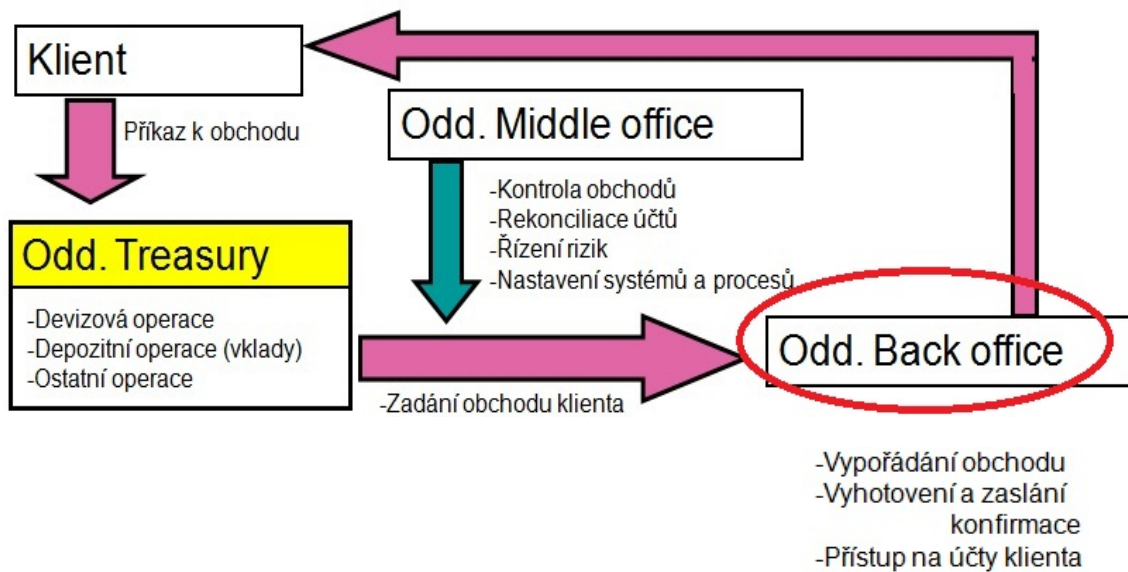 Klient
Příkaz k obchodu
Odd. Middle office
-Kontrola obchodů
-Rekonciliace účtů
-Řízení rizik
-Nastavení systémů a procesů
Odd. Treasury
-Devizová operace
-Depozitní operace (vklady)
-Ostatní operace
-Zadání obchodu klienta
Odd. Back office
-Vypořádání obchodu
-Vyhotovení a zaslání
konfirmace
-Přístup na účty klienta